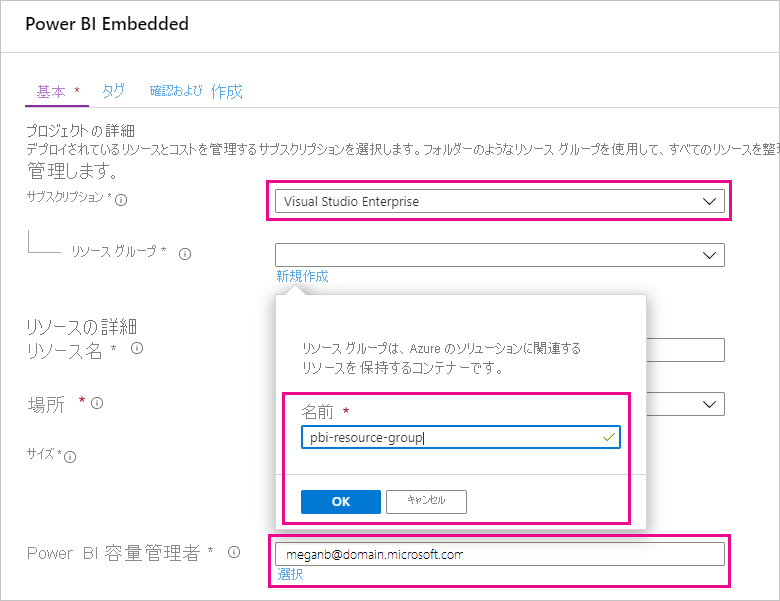 Power BI Embedded
基本 * タグ 確認および 作成
プロジェクトの詳細
デプロイされているリソースとコストを管理するサブスクリプションを選択します。フォルダーのようなリソース グループを使用して、すべてのリソースを整理
管理します。
サブスクリプション *
Visual Studio Enterprise
リソース グループ *
新規作成
リソース グループは、Azure のソリューションに関連する
リソースを 保持するコンテナーです。
リソースの詳細
リソース名 *
場所 *
名前 *
pbi-resource-group
サイズ *
OK キャンセル
Power BI 容量管理者 *
meganb@domain.microsoft.com
選択